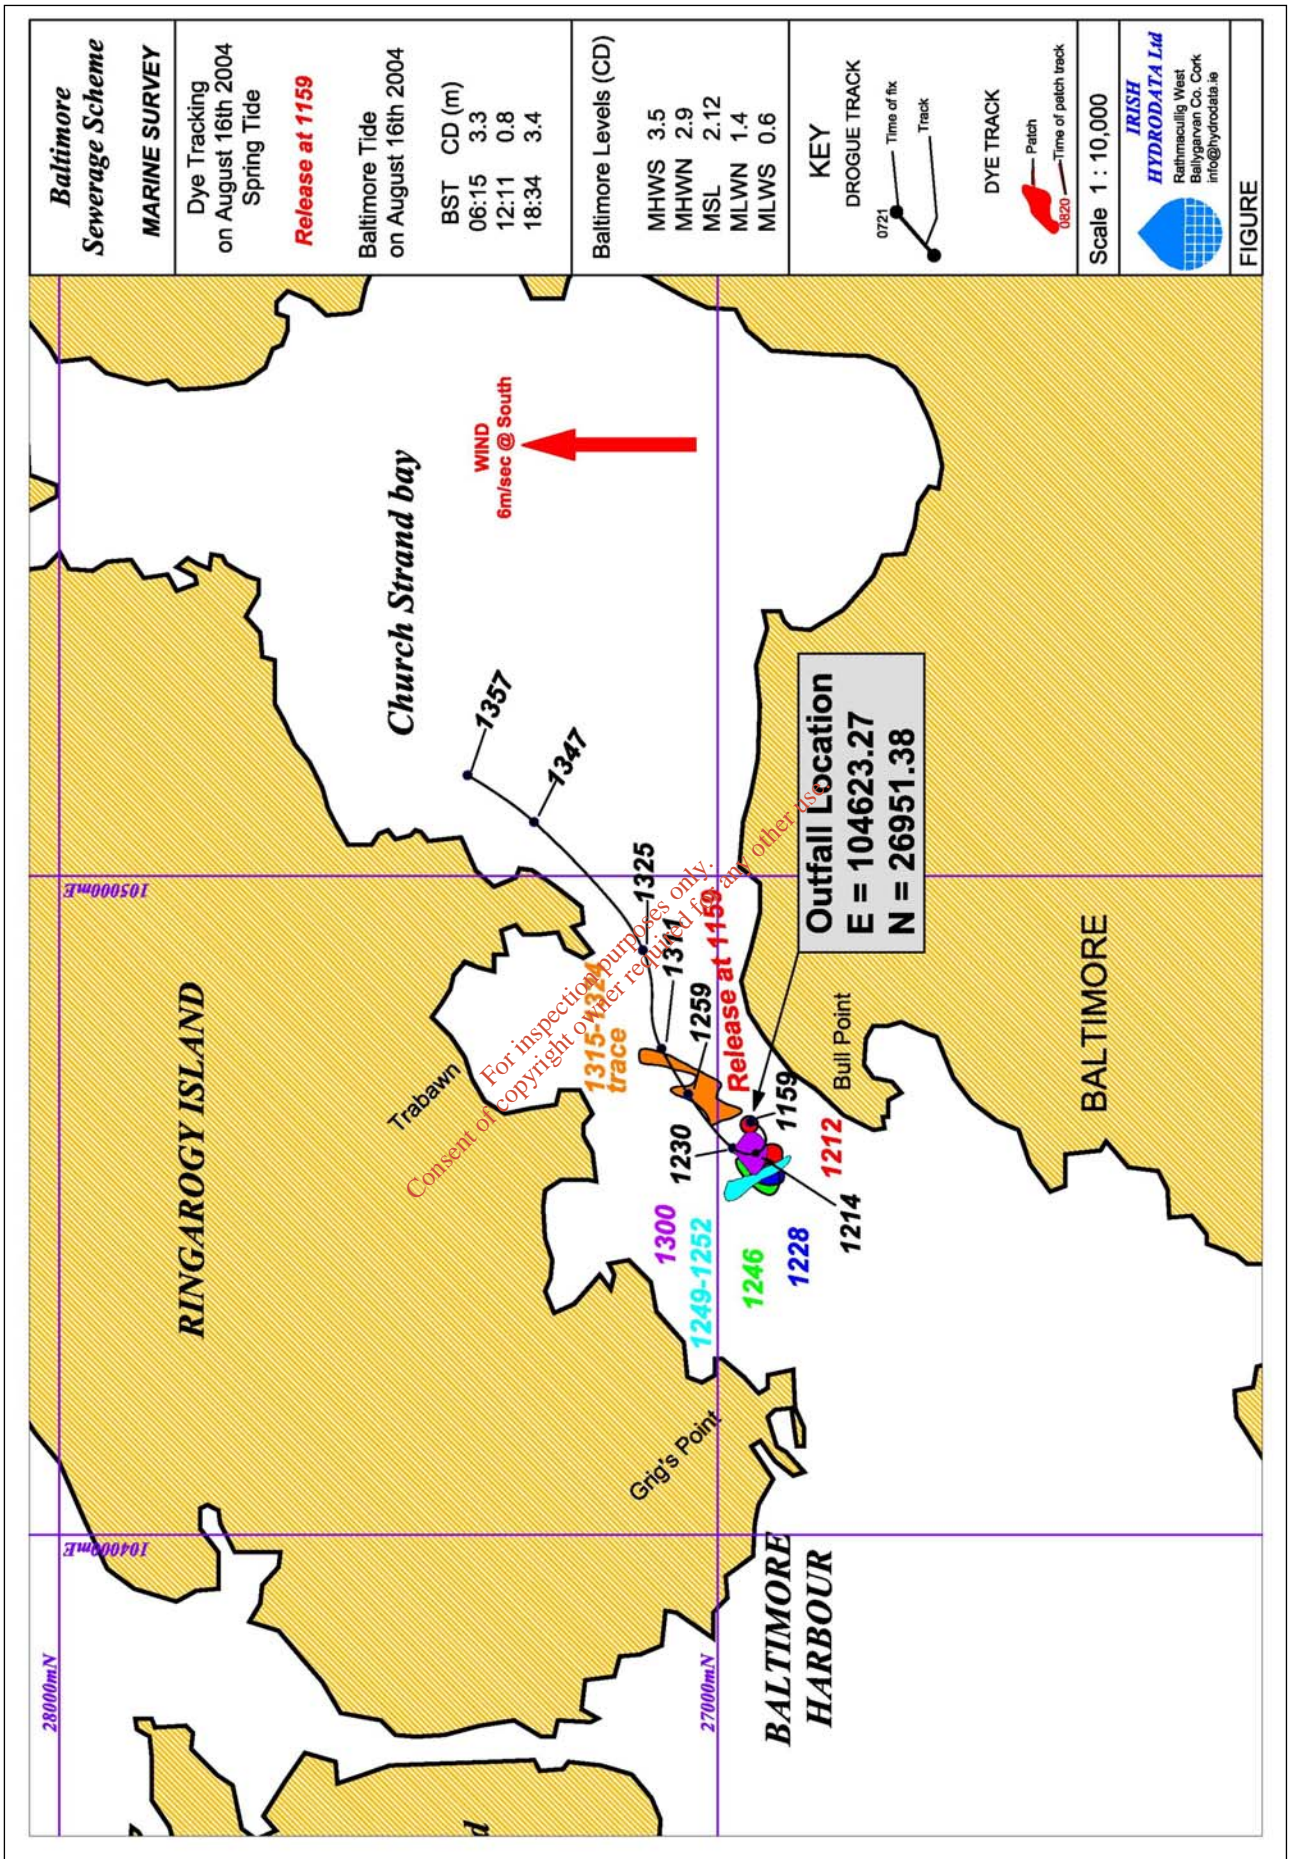 Baltimore
Sewerage Scheme
MARINE SURVEY
Dye Tracking
on August 16th 2004
Spring Tide
Release at 1159
Baltimore Tide
on August 16th 2004
BST CD (m)
06:15 3.3
12:11 0.8
18:34 3.4
Baltimore Levels (CD)
MHWS 3.5
MHWN 2.9
MSL 2.12
MLWN 1.4
MLWS 0.6
KEY
DROGUE TRACK
0721
Time of fix
Track
DYE TRACK
Patch
0820
Time of patch track
Scale 1 : 10,000
IRISH
HYDRODATA Ltd
Rathmacullig West
Ballygarvan Co. Cork
info@hydrodata.ie
FIGURE
28000mN
27000mN
104000mE
105000mE
RINGAROGY ISLAND
Church Strand bay
WIND
6m/sec @ South
Trabawn
Grig's Point
BALTIMORE
HARBOUR
Bull Point
BALTIMORE
1357
1347
1325
1311
1259
1230
1159
1214
1315-1324
trace
Release at 1159
1300
1249-1252
1246
1228
1212
Outfall Location
E = 104623.27
N = 26951.38
For inspection purposes only.
Consent of copyright owner required for any other use.
d